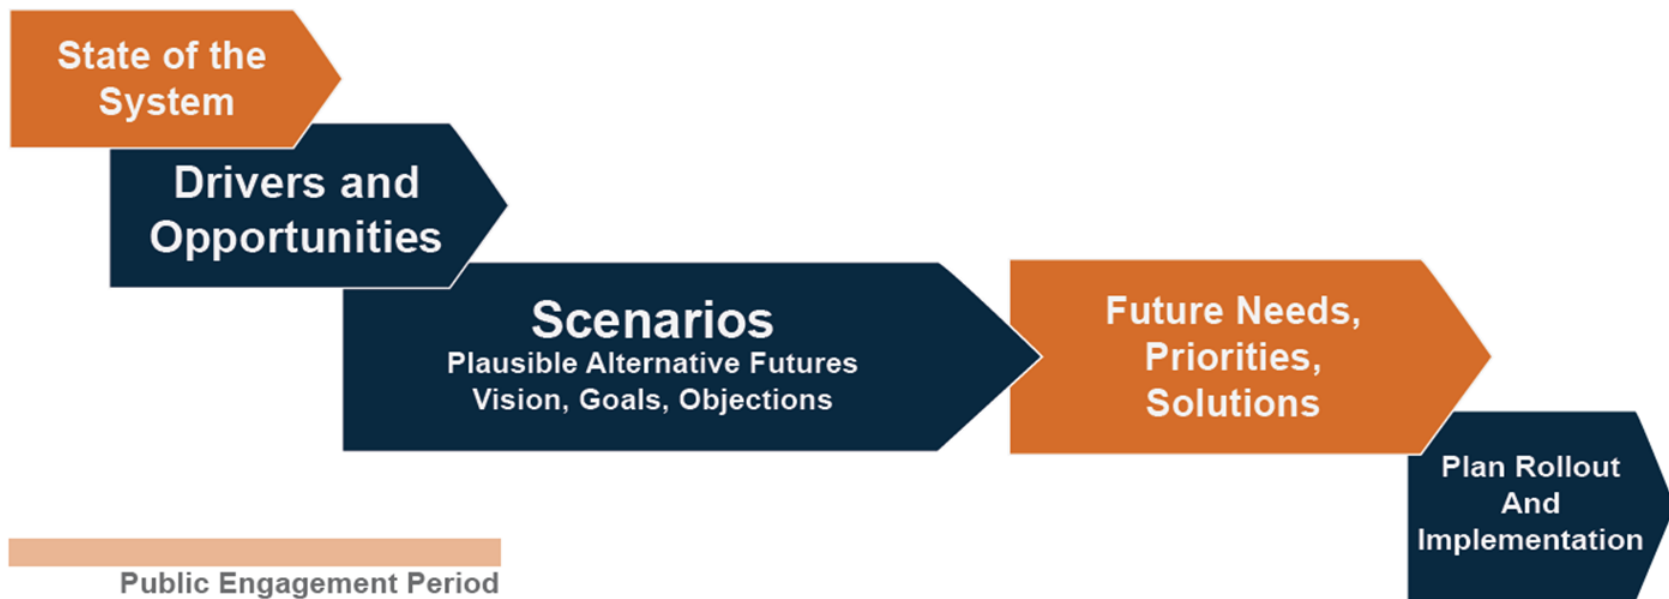 State of the
System
Drivers and
Opportunities
Scenarios
Plausible Alternative Futures
Vision, Goals, Objections
Future Needs,
Priorities,
Solutions
Plan Rollout
And
Implementation
Public Engagement Period